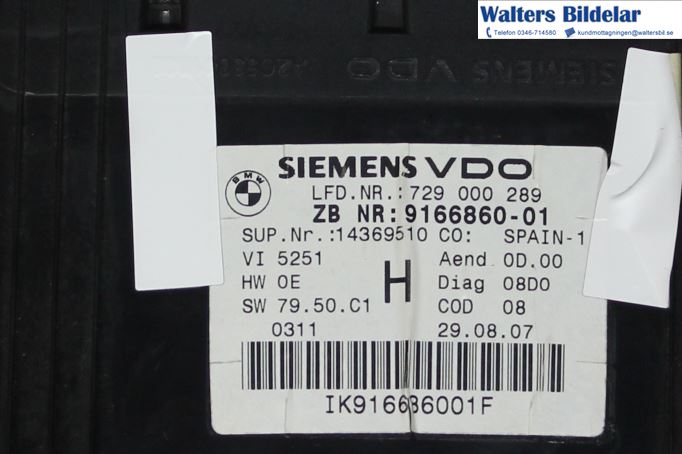 Walters Bildelar
Telefon 0346-714580 kundmottagningen@waltersbil.se
SIEMENS VDO
BMW
SIEMENS VDO
LFD.NR.:729 000 289
ZB NR:9166860-01
SUP.Nr.:14369510 CO: SPAIN-1
VI 5251 Aend 0D.00
HW 0E H Diag 08D0
SW 79.50.C1 COD 08
0311 29.08.07
IK916686001F